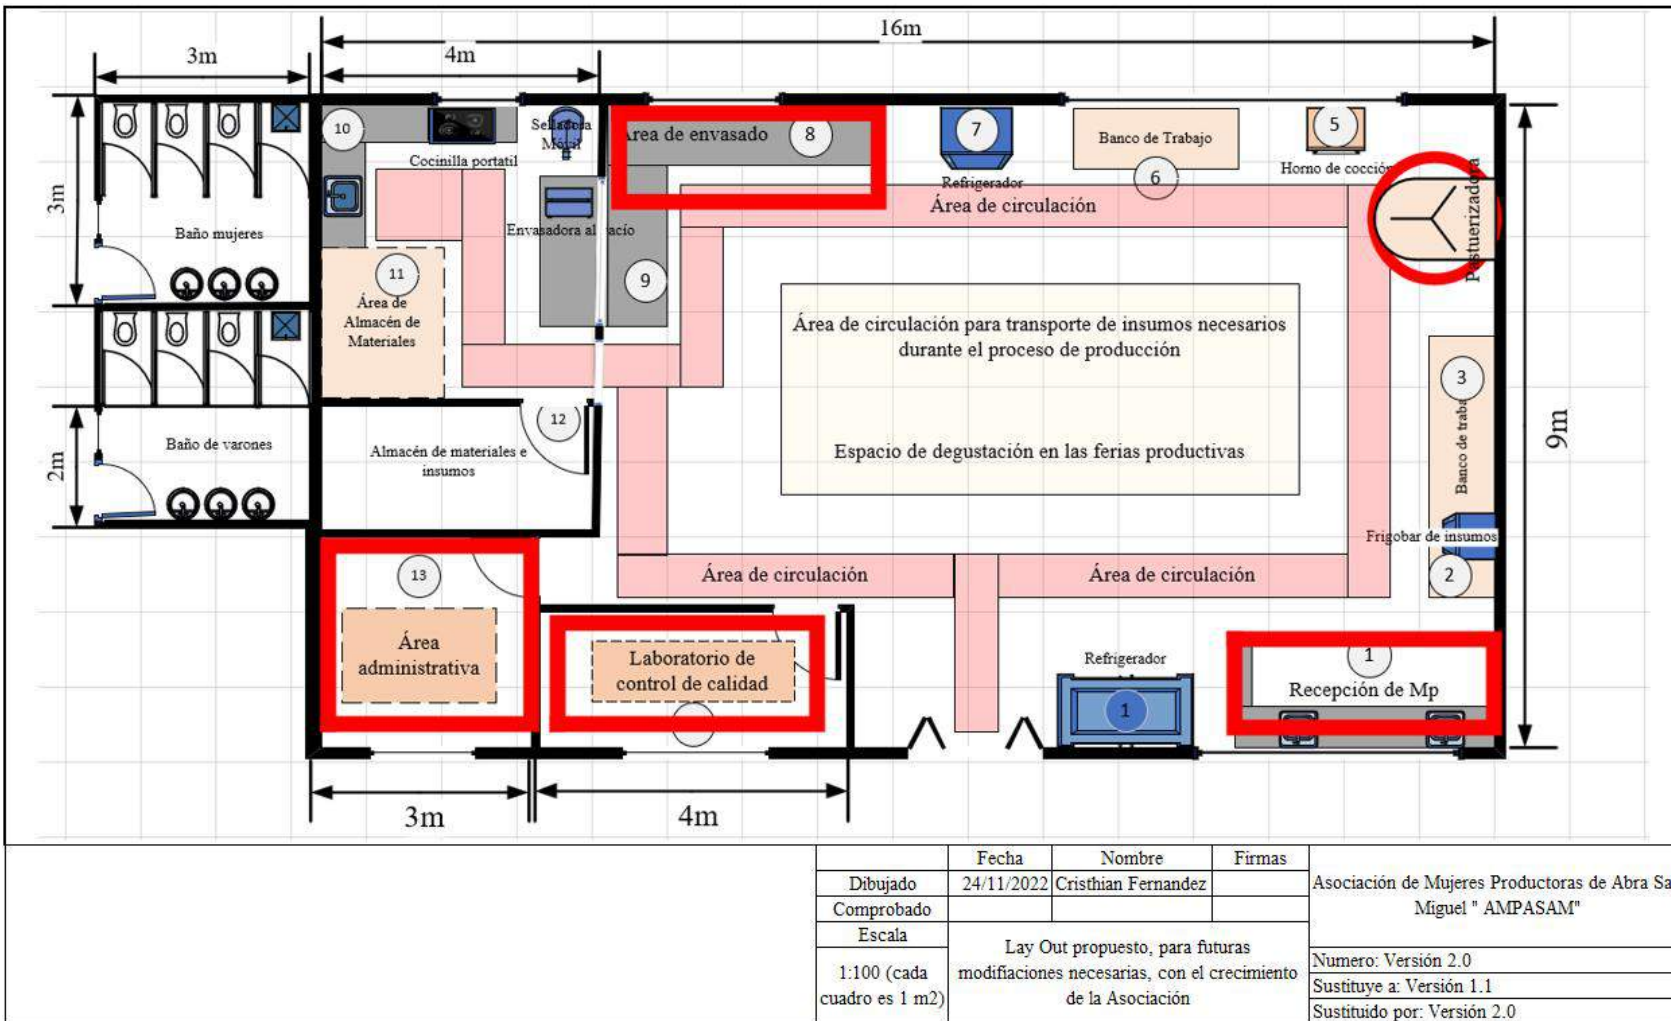 16m
3m
4m
3m
10
Selladora
Móvil
Cocinilla portatil
Área de envasado
8
7
Refrigerador
Banco de Trabajo
6
5
Horno de cocción
Pastuerizadora
Baño mujeres
Envasadora al vacío
Área de circulación
11
Área de
Almacén de
Materiales
9
Área de circulación para transporte de insumos necesarios
durante el proceso de producción
Espacio de degustación en las ferias productivas
3
Banco de traba
9m
12
2m
Baño de varones
Almacén de materiales e
insumos
Frigobar de insumos
2
13
Área de circulación
Área de circulación
Área
administrativa
Laboratorio de
control de calidad
Refrigerador
1
1
Recepción de Mp
3m
4m
Fecha
Nombre
Firmas
Dibujado
24/11/2022
Cristhian Fernandez
Comprobado
Escala
1:100 (cada
cuadro es 1 m2)
Lay Out propuesto, para futuras
modifiaciones necesarias, con el crecimiento
de la Asociación
Asociación de Mujeres Productoras de Abra Sa
Miguel " AMPASAM"
Numero: Versión 2.0
Sustituye a: Versión 1.1
Sustituido por: Versión 2.0